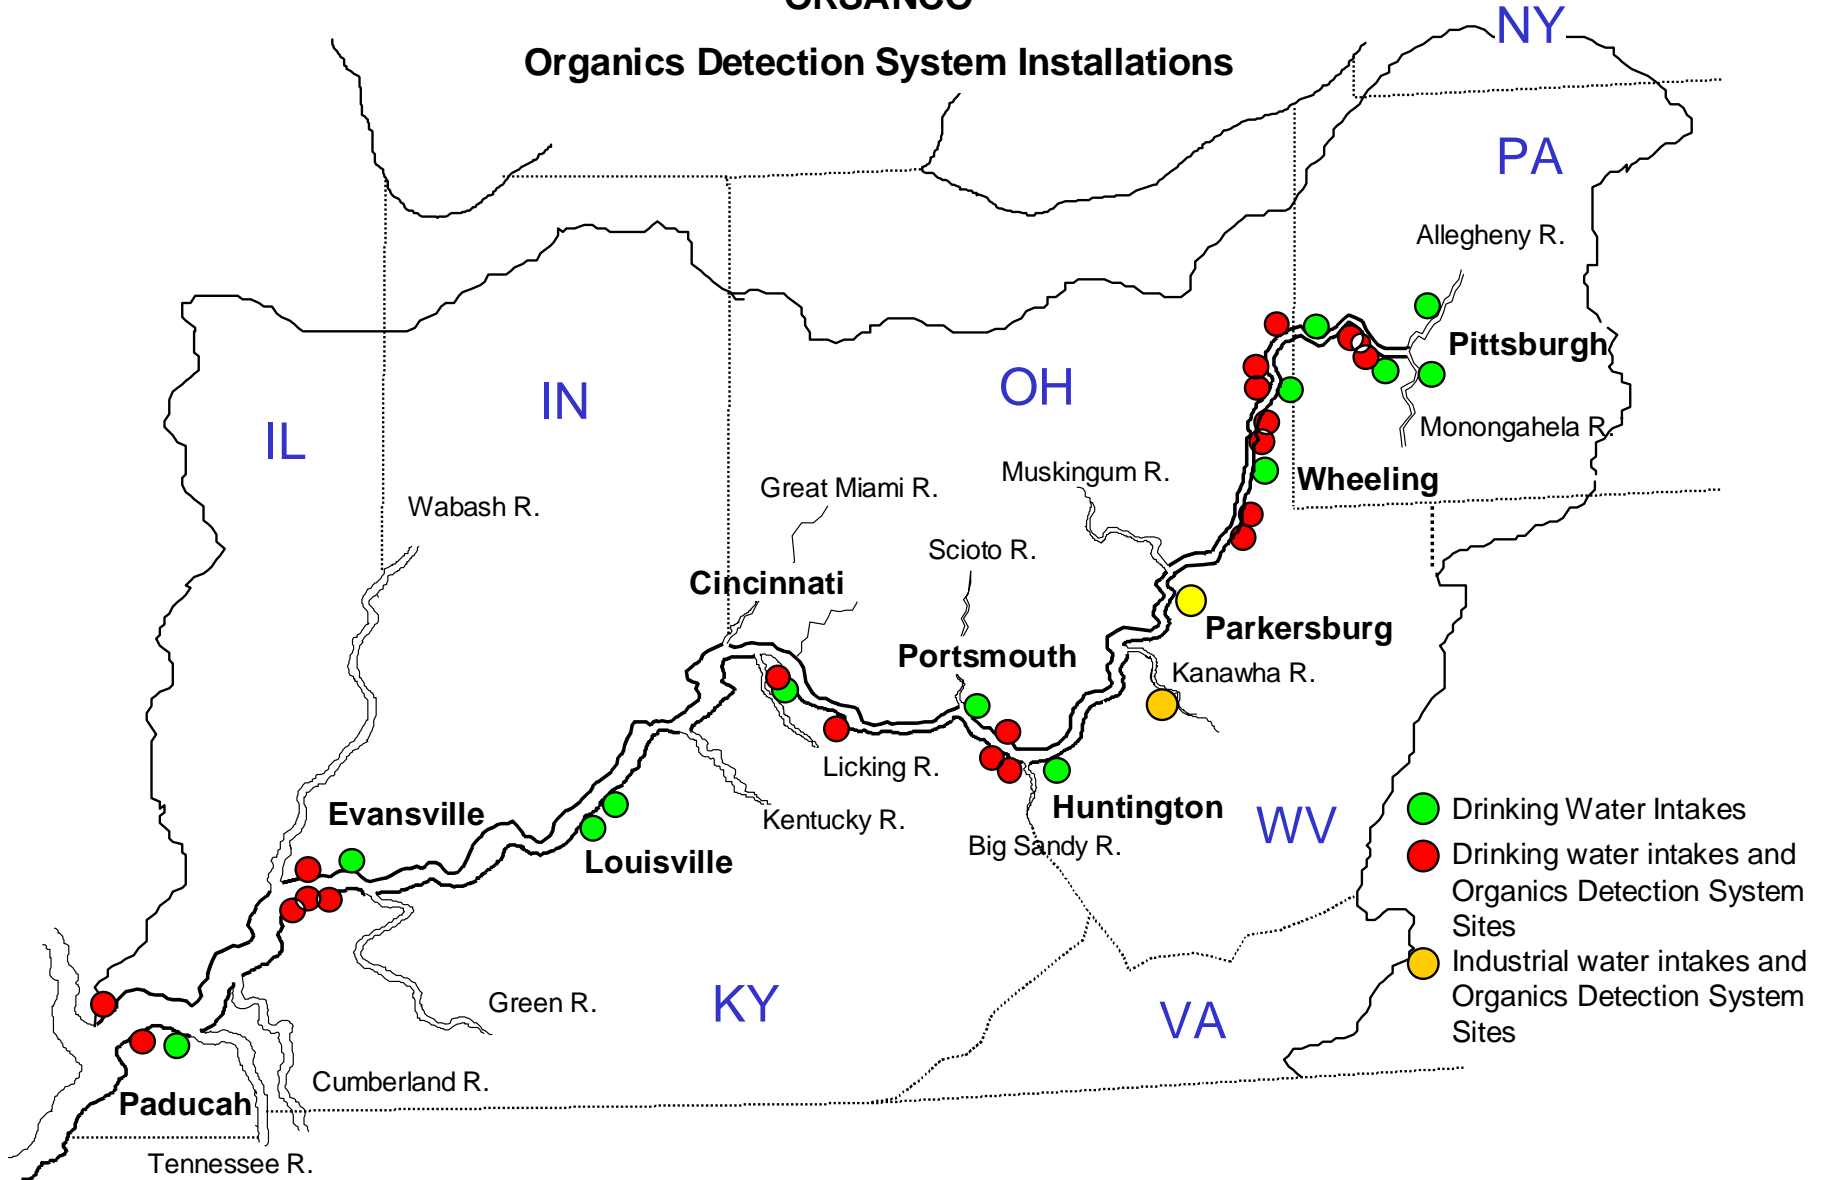 ORSANCO
Organics Detection System Installations
NY
PA
Allegheny R.
Pittsburgh
OH
IN
IL
Monongahela R.
Muskingum R.
Wheeling
Great Miami R.
Wabash R.
Scioto R.
Cincinnati
Parkersburg
Portsmouth
Kanawha R.
Licking R.
Huntington
Drinking Water Intakes
Evansville
Kentucky R.
WV
Big Sandy R.
Louisville
Drinking water intakes and
Organics Detection System
Sites
Industrial water intakes and
Organics Detection System
Sites
Green R.
KY
VA
Cumberland R.
Paducah
Tennessee R.